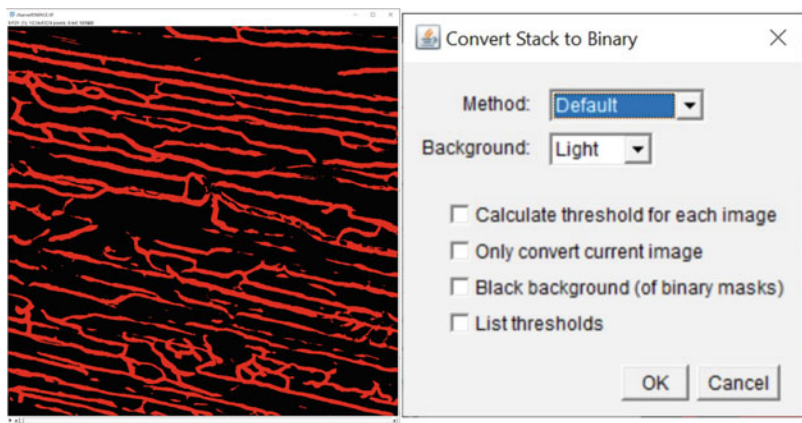 Convert Stack to Binary
Method: Default
Background: Light
Calculate threshold for each image
Only convert current image
Black background (of binary masks)
List thresholds
OK Cancel